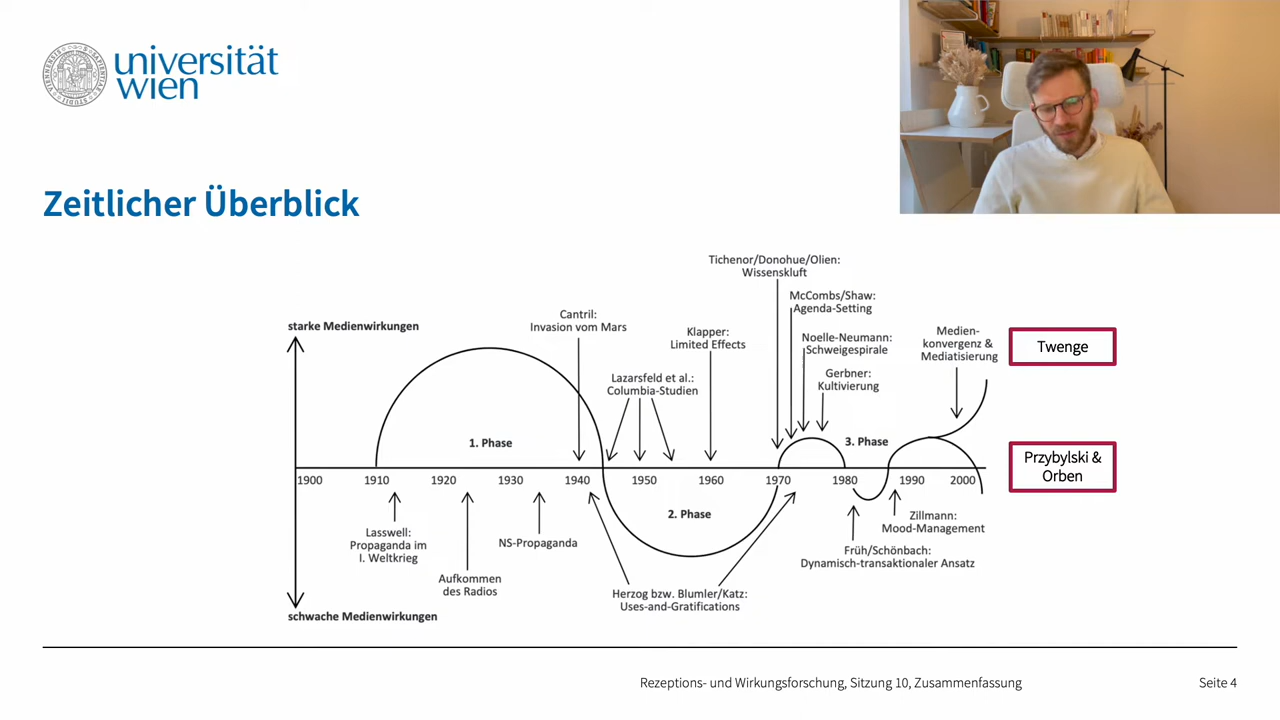 universität
wien
Zeitlicher Überblick
Tichenor/Donohue/Olien:
Wissenskluft
McCombs/Shaw:
Agenda-Setting
Cantril:
Invasion vom Mars
starke Medienwirkungen
Klapper:
Limited Effects
Noelle-Neumann:
Schweigespirale
Medien-
konvergenz &
Mediatisierung
Twenge
Lazarsfeld et al.:
Columbia-Studien
Gerbner:
Kultivierung
1. Phase
3. Phase
Przybylski &
Orben
1900 1910 1920 1930 1940 1950 1960 1970 1980 1990 2000
2. Phase
Lasswell:
Propaganda im
I. Weltkrieg
NS-Propaganda
Zillmann:
Mood-Management
Früh/Schönbach:
Dynamisch-transaktionaler Ansatz
Aufkommen
des Radios
Herzog bzw. Blumler/Katz:
Uses-and-Gratifications
schwache Medienwirkungen
Rezeptions- und Wirkungsforschung, Sitzung 10, Zusammenfassung
Seite 4